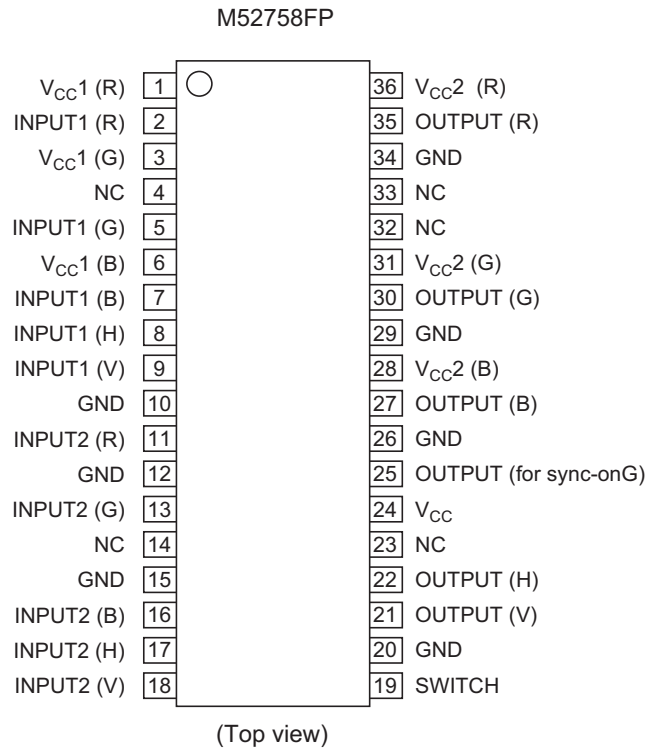 M52758FP
V_CC1 (R) 1 36 V_CC2 (R)
INPUT1 (R) 2 35 OUTPUT (R)
V_CC1 (G) 3 34 GND
NC 4 33 NC
INPUT1 (G) 5 32 NC
V_CC1 (B) 6 31 V_CC2 (G)
INPUT1 (B) 7 30 OUTPUT (G)
INPUT1 (H) 8 29 GND
INPUT1 (V) 9 28 V_CC2 (B)
GND 10 27 OUTPUT (B)
INPUT2 (R) 11 26 GND
GND 12 25 OUTPUT (for sync-onG)
INPUT2 (G) 13 24 V_CC
NC 14 23 NC
GND 15 22 OUTPUT (H)
INPUT2 (B) 16 21 OUTPUT (V)
INPUT2 (H) 17 20 GND
INPUT2 (V) 18 19 SWITCH
(Top view)